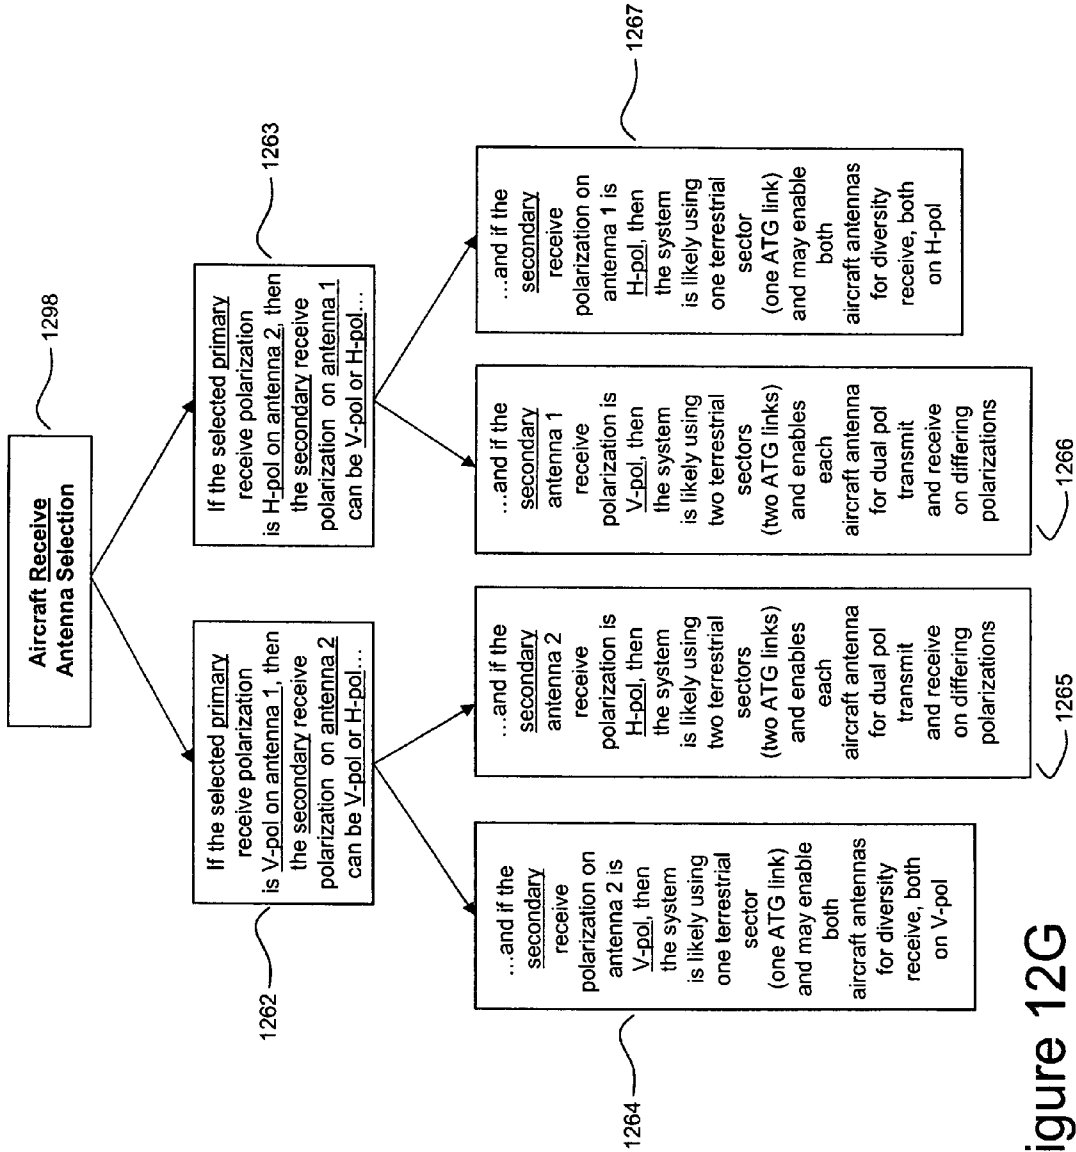 Aircraft Receive
Antenna Selection
1298
If the selected primary
receive polarization
is V-pol on antenna 1, then
the secondary receive
polarization on antenna 2
can be V-pol or H-pol...
1262
If the selected primary
receive polarization
is H-pol on antenna 2, then
the secondary receive
polarization on antenna 1
can be V-pol or H-pol...
1263
...and if the
secondary
receive
polarization on
antenna 2 is
V-pol, then
the system
is likely using
one terrestrial
sector
(one ATG link)
and may enable
both
aircraft antennas
for diversity
receive, both
on V-pol
1264
...and if the
secondary
antenna 2
receive
polarization is
H-pol, then
the system
is likely using
two terrestrial
sectors
(two ATG links)
and enables
each
aircraft antenna
for dual pol
transmit
and receive
on differing
polarizations
1265
...and if the
secondary
antenna 1
receive
polarization is
V-pol, then
the system
is likely using
two terrestrial
sectors
(two ATG links)
and enables
each
aircraft antenna
for dual pol
transmit
and receive
on differing
polarizations
1266
...and if the
secondary
receive
polarization on
antenna 1 is
H-pol, then
the system
is likely using
one terrestrial
sector
(one ATG link)
and may enable
both
aircraft antennas
for diversity
receive, both
on H-pol
1267
igure 12G